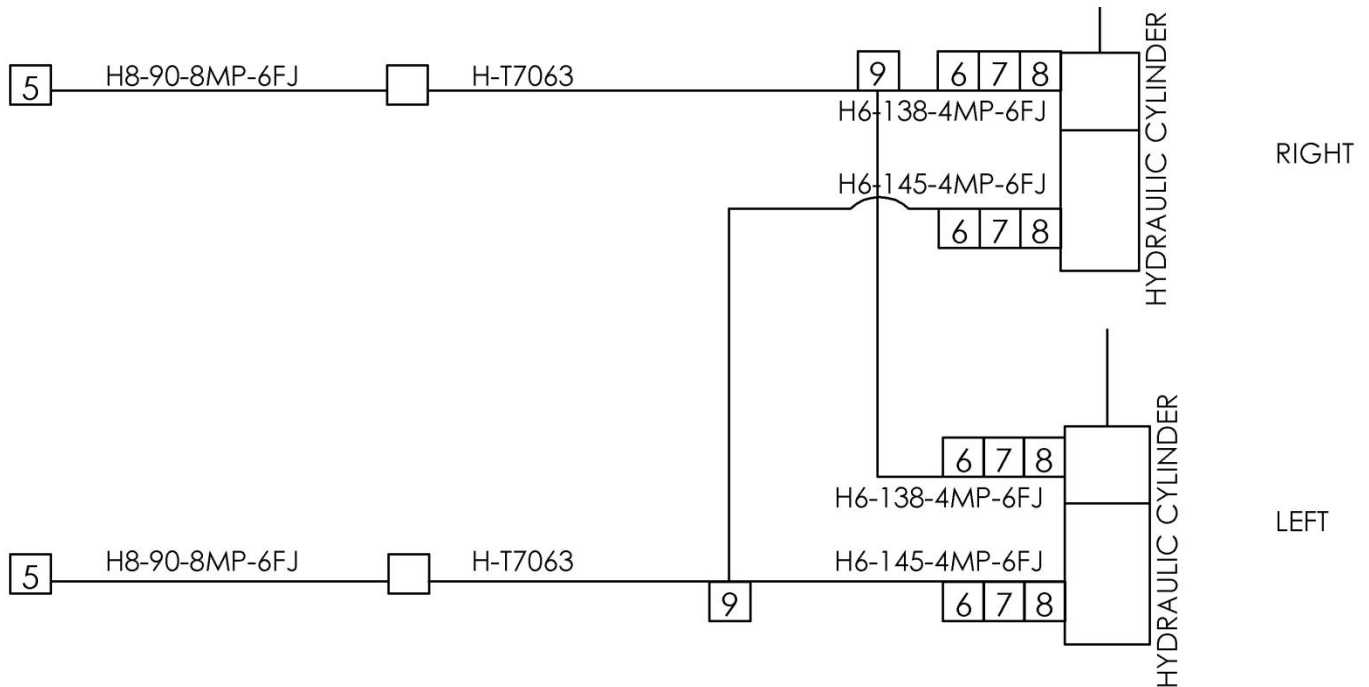 5
H8-90-8MP-6FJ
H-T7063
9
6 7 8
H6-138-4MP-6FJ
HYDRAULIC CYLINDER
RIGHT
H6-145-4MP-6FJ
6 7 8
6 7 8
H6-138-4MP-6FJ
HYDRAULIC CYLINDER
LEFT
5
H8-90-8MP-6FJ
H-T7063
H6-145-4MP-6FJ
9
6 7 8